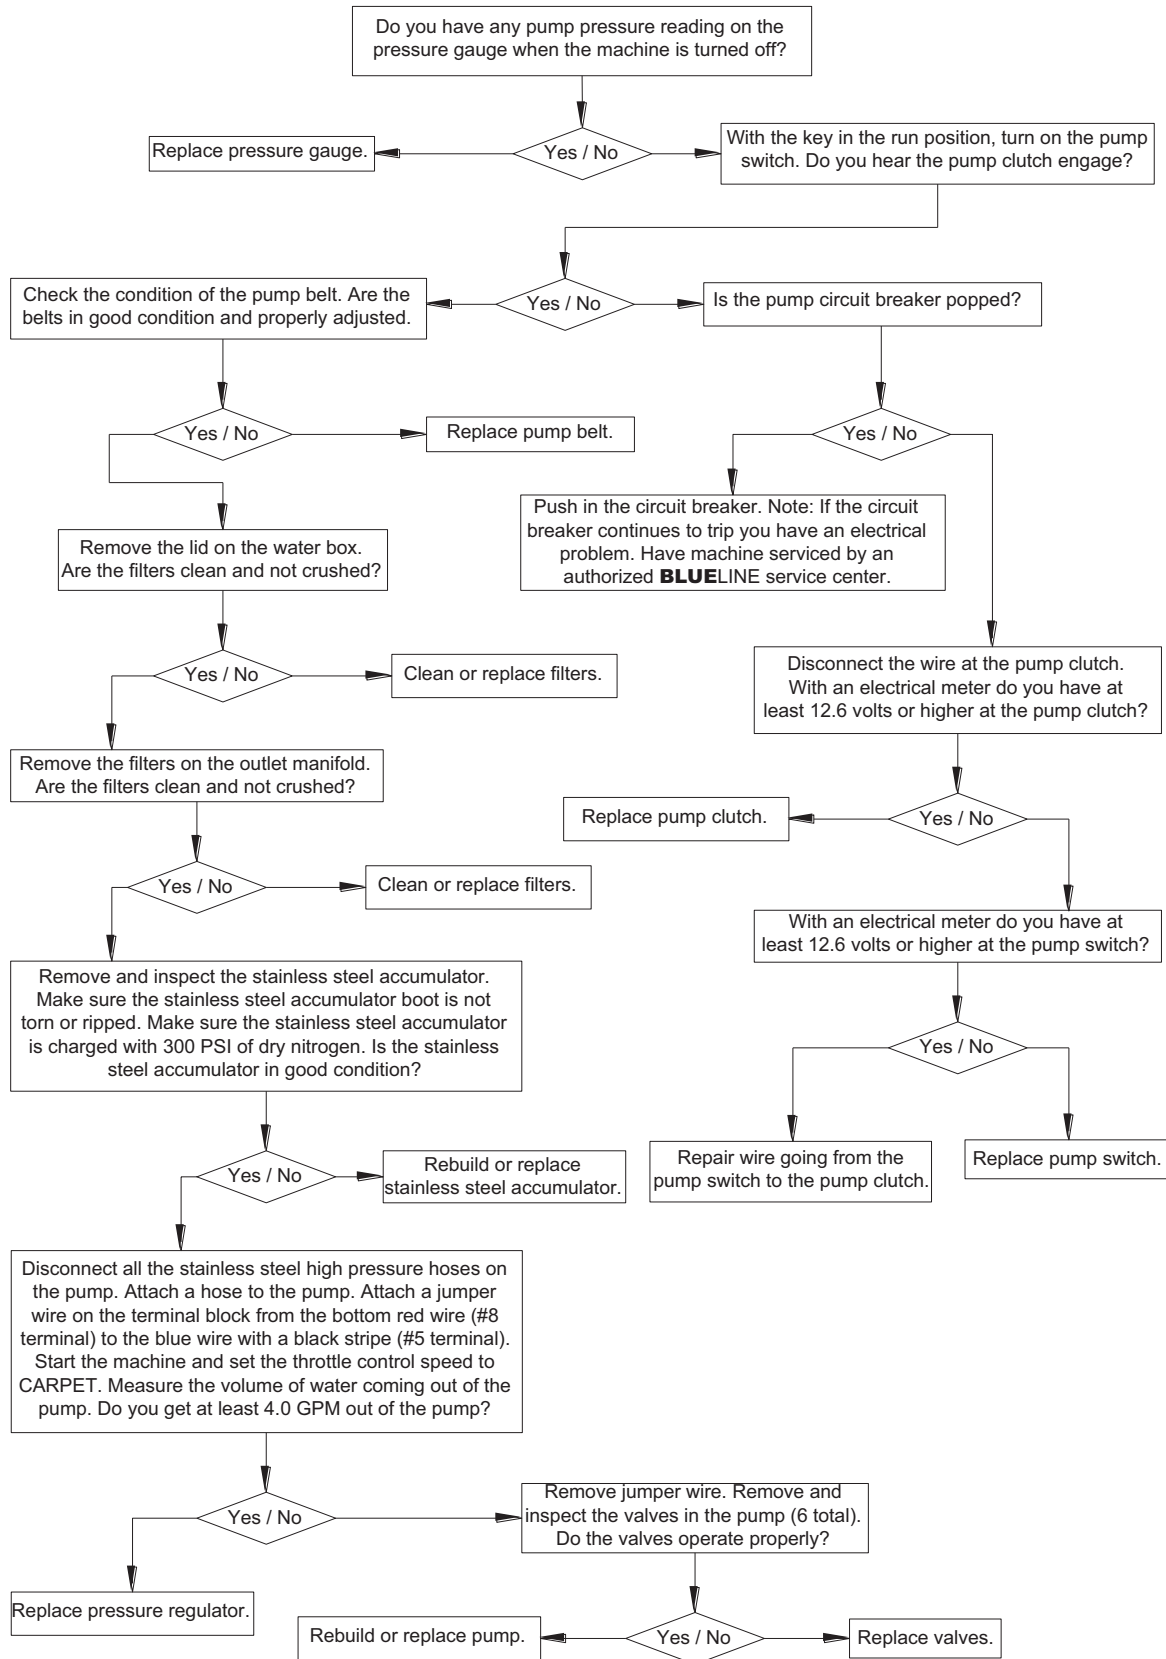 Do you have any pump pressure reading on the
pressure gauge when the machine is turned off?
Replace pressure gauge.
Yes / No
With the key in the run position, turn on the pump
switch. Do you hear the pump clutch engage?
Check the condition of the pump belt. Are the
belts in good condition and properly adjusted.
Yes / No
Is the pump circuit breaker popped?
Yes / No
Replace pump belt.
Yes / No
Push in the circuit breaker. Note: If the circuit
breaker continues to trip you have an electrical
problem. Have machine serviced by an
authorized BLUELINE service center.
Remove the lid on the water box.
Are the filters clean and not crushed?
Yes / No
Clean or replace filters.
Disconnect the wire at the pump clutch.
With an electrical meter do you have at
least 12.6 volts or higher at the pump clutch?
Remove the filters on the outlet manifold.
Are the filters clean and not crushed?
Replace pump clutch.
Yes / No
Yes / No
Clean or replace filters.
With an electrical meter do you have at
least 12.6 volts or higher at the pump switch?
Remove and inspect the stainless steel accumulator.
Make sure the stainless steel accumulator boot is not
torn or ripped. Make sure the stainless steel accumulator
is charged with 300 PSI of dry nitrogen. Is the stainless
steel accumulator in good condition?
Yes / No
Yes / No
Rebuild or replace
stainless steel accumulator.
Repair wire going from the
pump switch to the pump clutch.
Replace pump switch.
Disconnect all the stainless steel high pressure hoses on
the pump. Attach a hose to the pump. Attach a jumper
wire on the terminal block from the bottom red wire (#8
terminal) to the blue wire with a black stripe (#5 terminal).
Start the machine and set the throttle control speed to
CARPET. Measure the volume of water coming out of the
pump. Do you get at least 4.0 GPM out of the pump?
Yes / No
Remove jumper wire. Remove and
inspect the valves in the pump (6 total).
Do the valves operate properly?
Replace pressure regulator.
Rebuild or replace pump.
Yes / No
Replace valves.